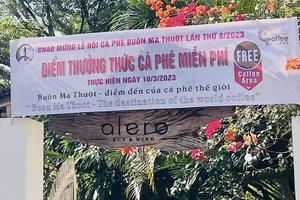 CHÀO MỪNG LỄ HỘI CÀ PHÊ BUÔN MA THUỘT LẦN THỨ 8/2023
ĐIỂM THƯỞNG THỨC CÀ PHÊ MIỄN PHÍ
THỰC HIỆN NGÀY 10/3/2023
FREE
Coffee
Area
Buôn Ma Thuột - điểm đến của cà phê thế giới
"Buon Ma Thuot - The destination of the world coffee"
alero
SUN & WIND